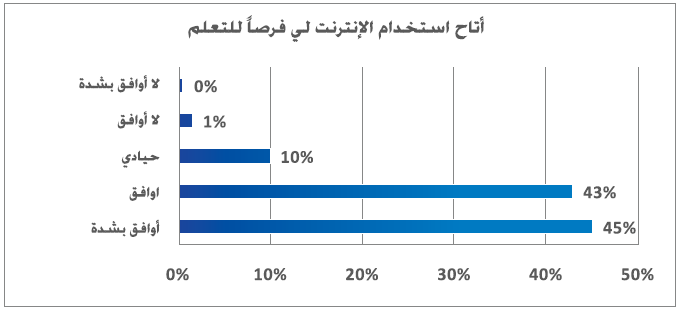 أتاح استخدام الإنترنت لي فرصاً للتعلم
لا أوافق بشدة 0%
لا أوافق 1%
حيادي 10%
اوافق 43%
أوافق بشدة 45%
0% 10% 20% 30% 40% 50%